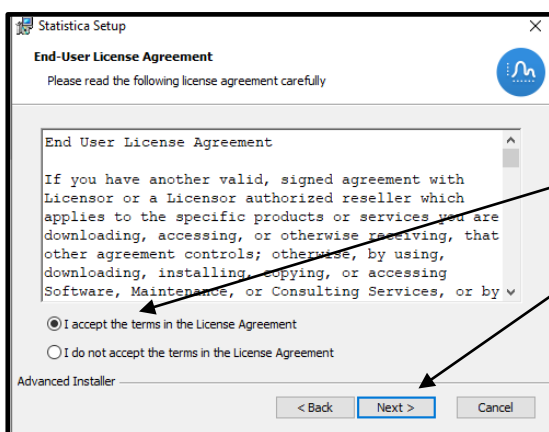 Statistica Setup
End-User License Agreement
Please read the following license agreement carefully
End User License Agreement
If you have another valid, signed agreement with
Licensor or a Licensor authorized reseller which
applies to the specific products or services you are
downloading, accessing, or otherwise receiving, that
other agreement controls; otherwise, by using,
downloading, installing, copying, or accessing
Software, Maintenance, or Consulting Services, or by
I accept the terms in the License Agreement
I do not accept the terms in the License Agreement
Advanced Installer
< Back Next > Cancel